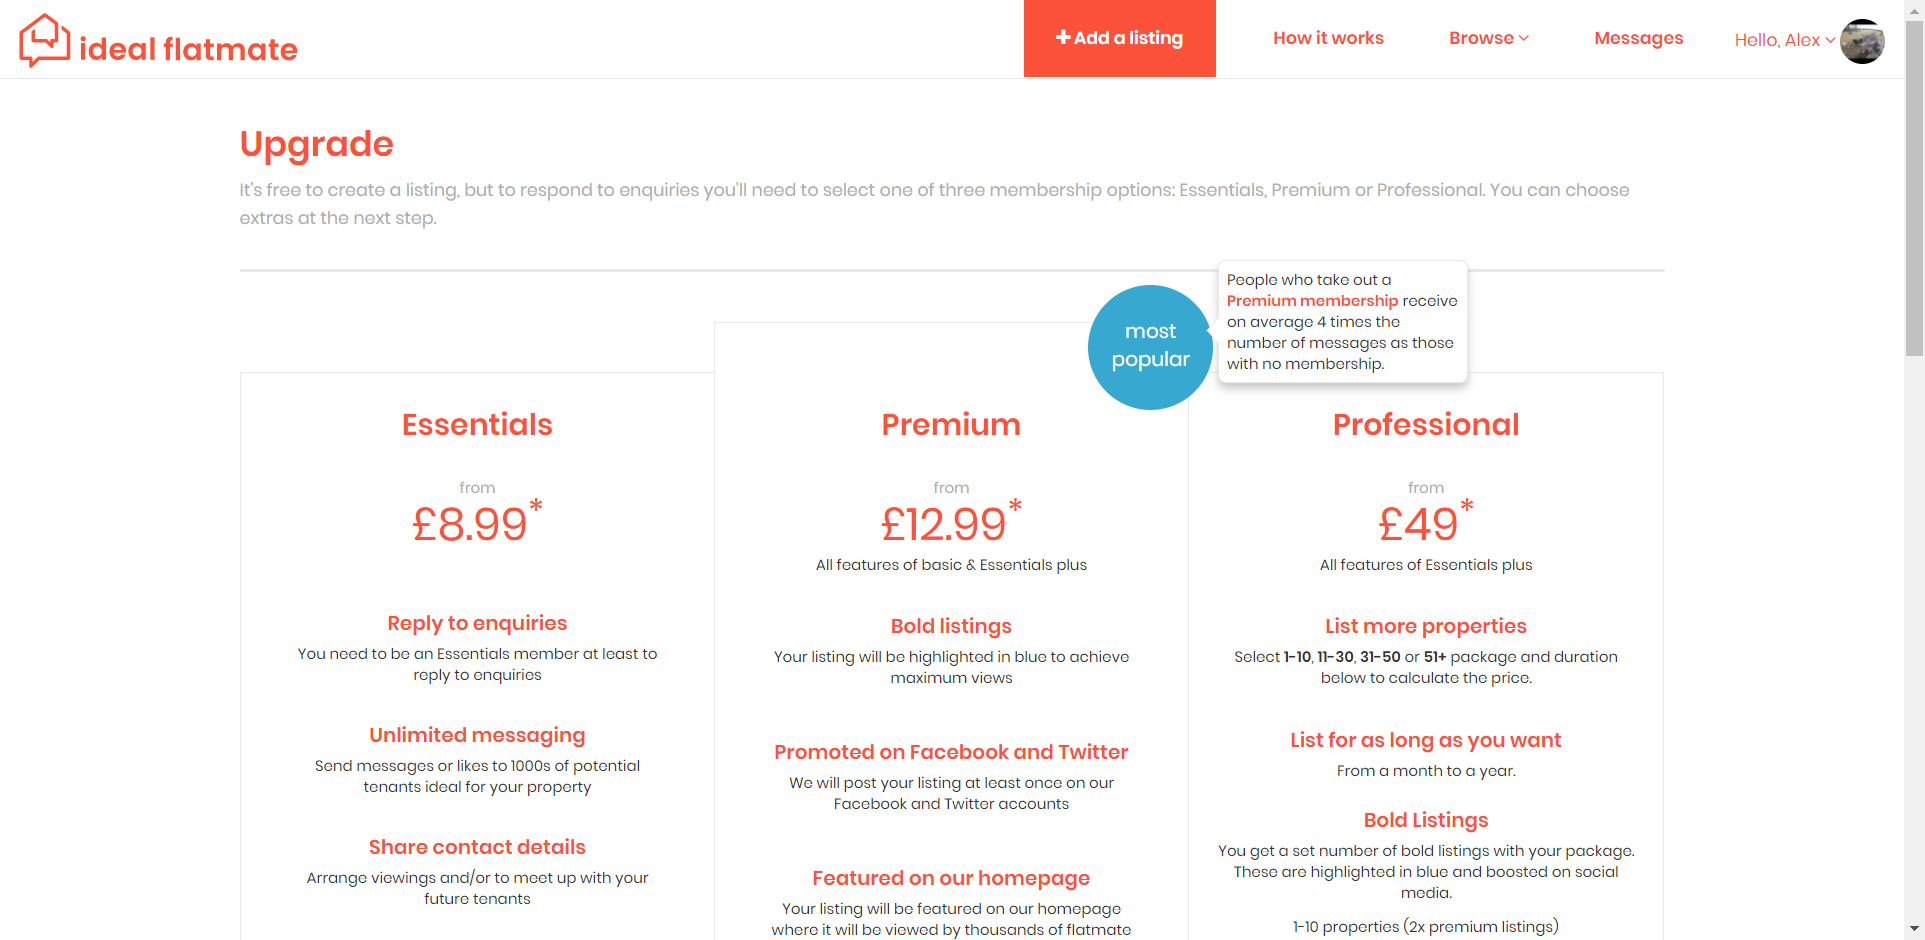 ideal flatmate
Add a listing
How it works
Browse
Messages
Hello, Alex
Upgrade
It's free to create a listing, but to respond to enquiries you'll need to select one of three membership options: Essentials, Premium or Professional. You can choose
extras at the next step.
most
popular
People who take out a
Premium membership receive
on average 4 times the
number of messages as those
with no membership.
Essentials
from
£8.99*
Reply to enquiries
You need to be an Essentials member at least to
reply to enquiries
Unlimited messaging
Send messages or likes to 1000s of potential
tenants ideal for your property
Share contact details
Arrange viewings and/or to meet up with your
future tenants
Premium
from
£12.99*
All features of basic & Essentials plus
Bold listings
Your listing will be highlighted in blue to achieve
maximum views
Promoted on Facebook and Twitter
We will post your listing at least once on our
Facebook and Twitter accounts
Featured on our homepage
Your listing will be featured on our homepage
where it will be viewed by thousands of flatmate
Professional
from
£49*
All features of Essentials plus
List more properties
Select 1-10, 11-30, 31-50 or 51+ package and duration
below to calculate the price.
List for as long as you want
From a month to a year.
Bold Listings
You get a set number of bold listings with your package.
These are highlighted in blue and boosted on social
media.
1-10 properties (2x premium listings)